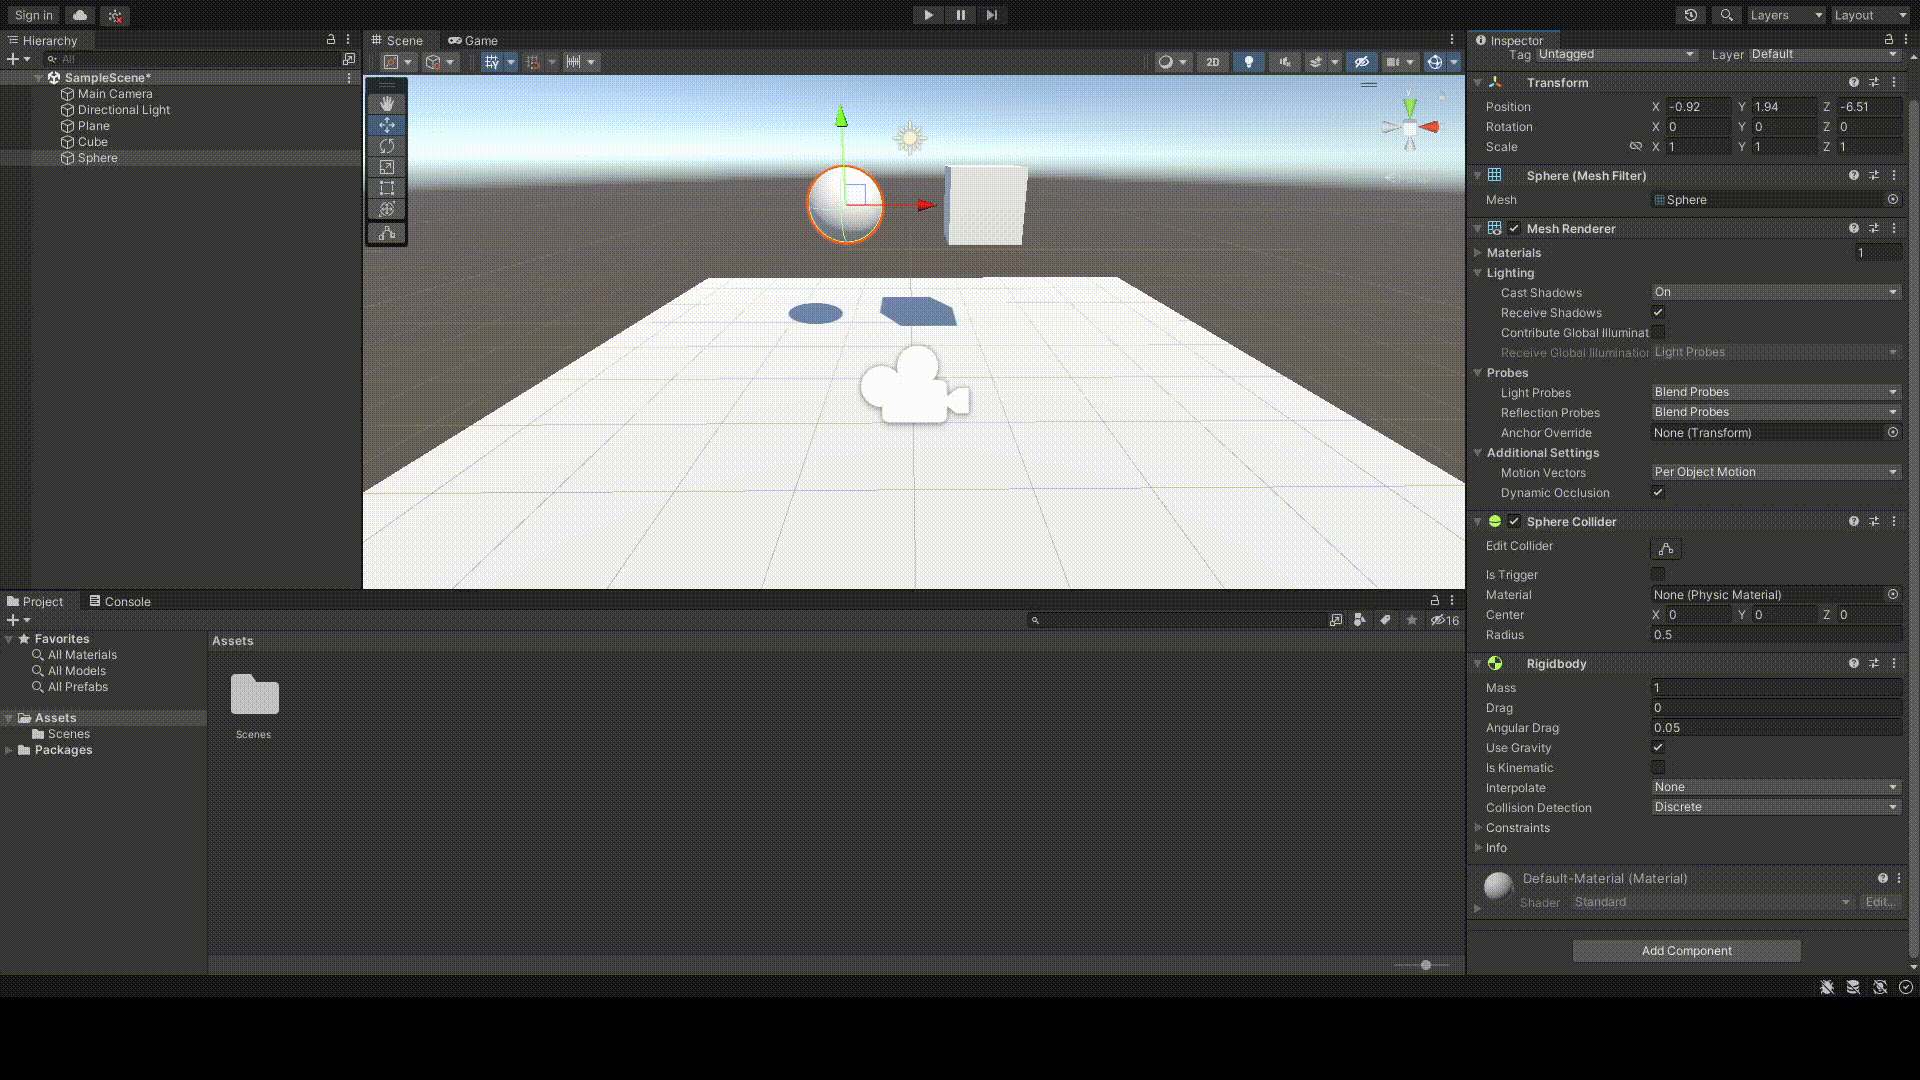 Sign in
Layers
Layout
Hierarchy
All
SampleScene*
Main Camera
Directional Light
Plane
Cube
Sphere
Scene
Game
2D
y
Inspector
Tag Untagged
Layer Default
Transform
Position X -0.92 Y 1.94 Z -6.51
Rotation X 0 Y 0 Z 0
Scale X 1 Y 1 Z 1
Sphere (Mesh Filter)
Mesh Sphere
Mesh Renderer
Materials 1
Lighting
Cast Shadows On
Receive Shadows
Contribute Global Illuminat
Receive Global Illumination Light Probes
Probes
Light Probes Blend Probes
Reflection Probes Blend Probes
Anchor Override None (Transform)
Additional Settings
Motion Vectors Per Object Motion
Dynamic Occlusion
Sphere Collider
Edit Collider
Is Trigger
Material None (Physic Material)
Center X 0 Y 0 Z 0
Radius 0.5
Rigidbody
Mass 1
Drag 0
Angular Drag 0.05
Use Gravity
Is Kinematic
Interpolate None
Collision Detection Discrete
Constraints
Info
Default-Material (Material)
Shader Standard Edit...
Add Component
Project
Console
16
Favorites
All Materials
All Models
All Prefabs
Assets
Scenes
Packages
Assets
Scenes